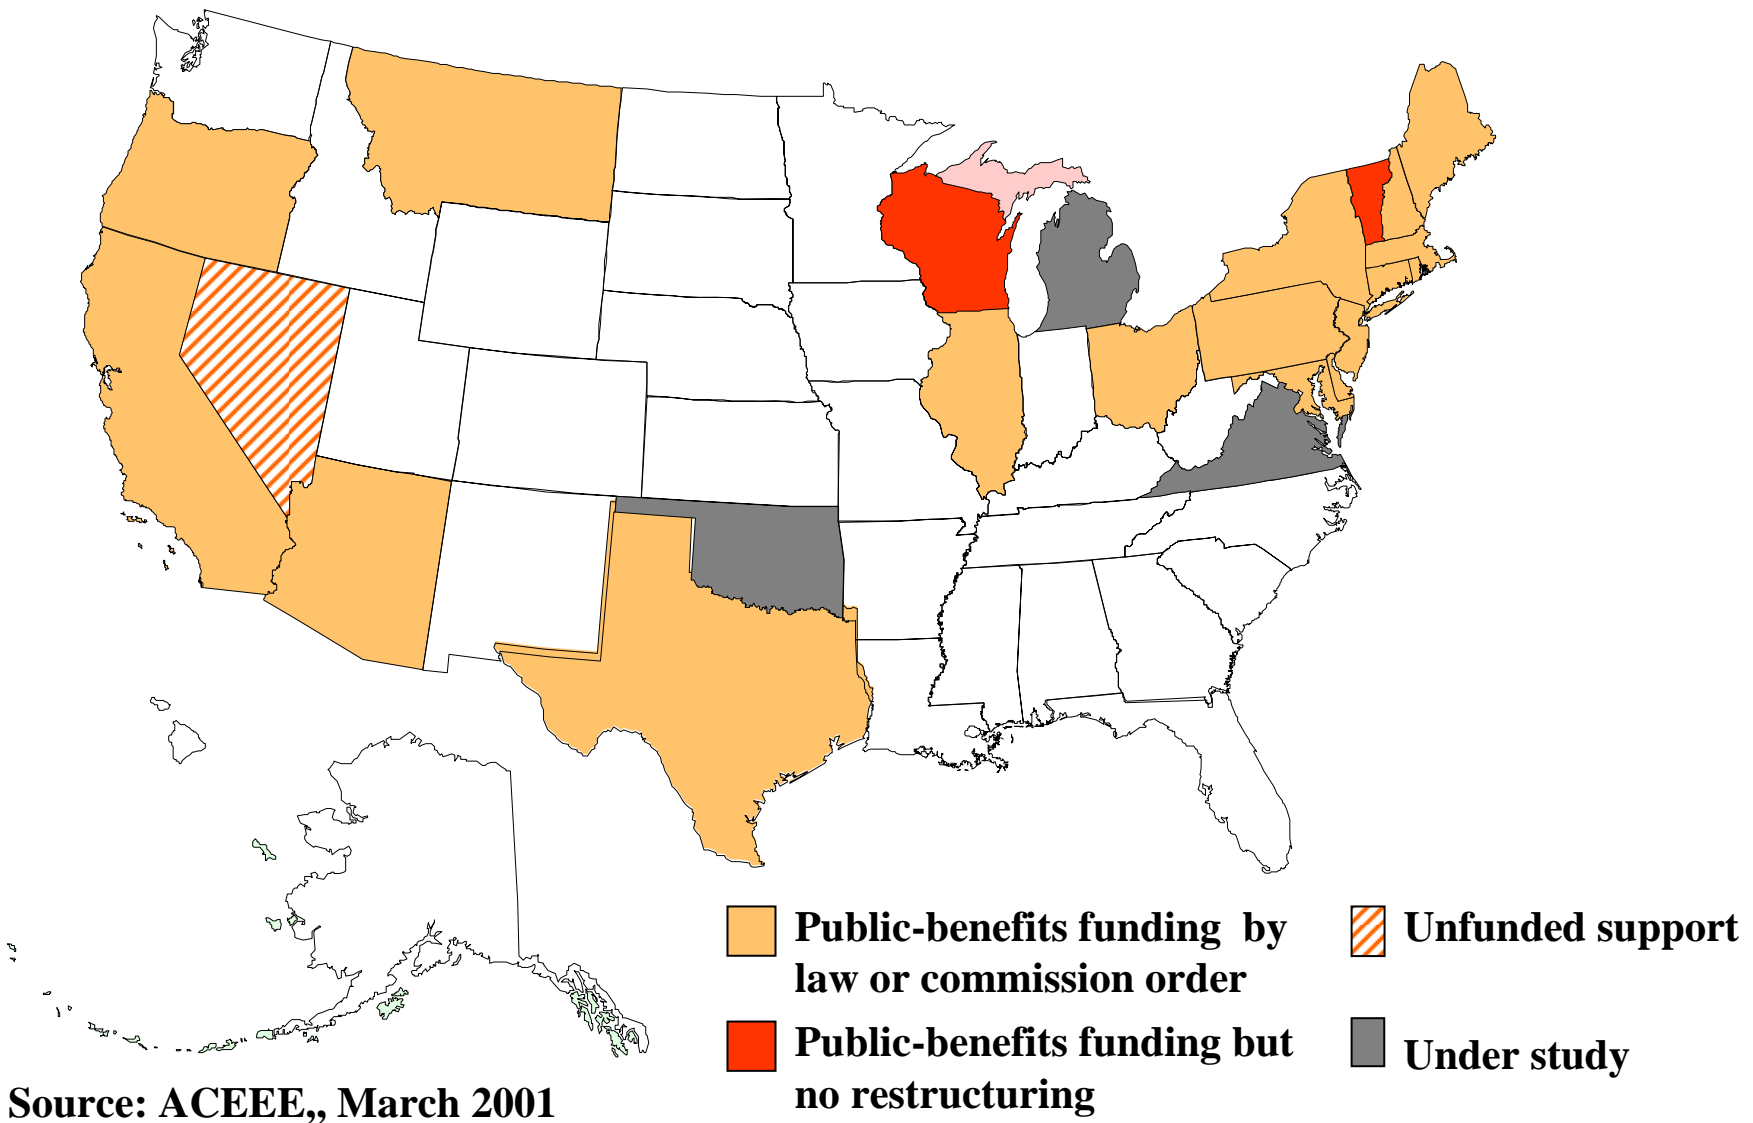 Public-benefits funding  by
law or commission order
Public-benefits funding but
no restructuring
Unfunded support
Under study
Source: ACEEE,, March 2001